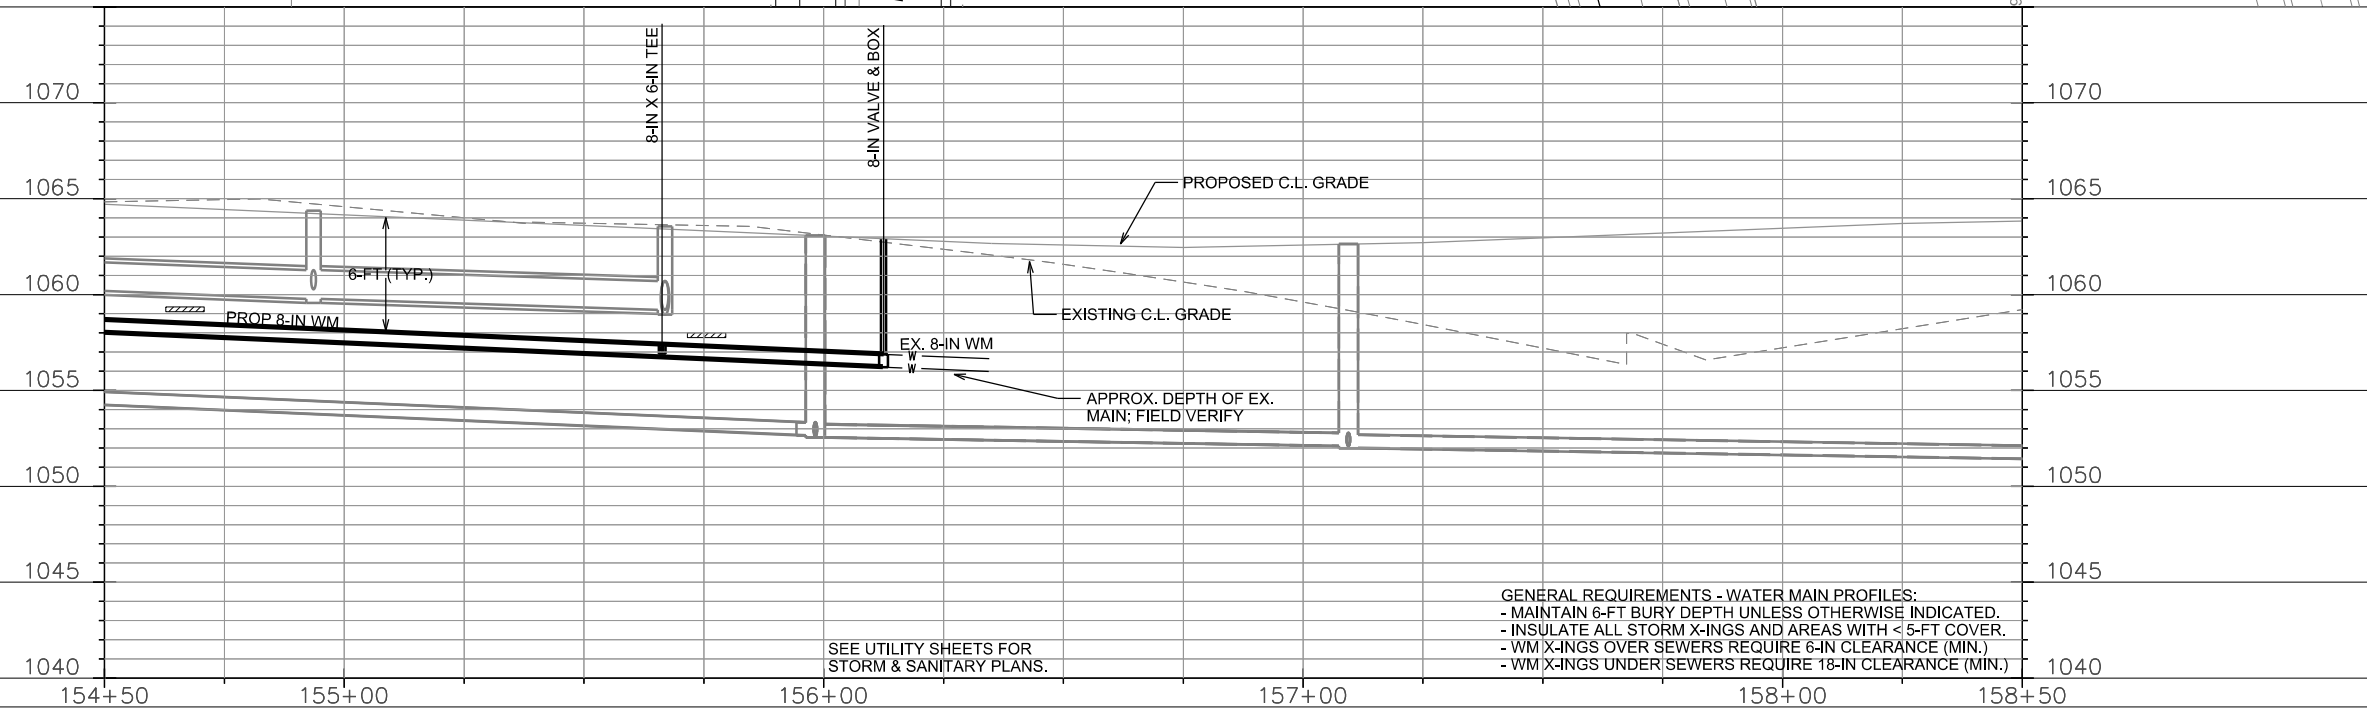 8-IN X 6-IN TEE
8-IN VALVE & BOX
1070
1070
PROPOSED C.L. GRADE
1065
1065
6-FT (TYP.)
1060
1060
EXISTING C.L. GRADE
PROP 8-IN WM
EX. 8-IN WM
W
W
1055
1055
APPROX. DEPTH OF EX.
MAIN; FIELD VERIFY
1050
1050
1045
1045
GENERAL REQUIREMENTS - WATER MAIN PROFILES:
- MAINTAIN 6-FT BURY DEPTH UNLESS OTHERWISE INDICATED.
- INSULATE ALL STORM X-INGS AND AREAS WITH < 5-FT COVER.
- WM X-INGS OVER SEWERS REQUIRE 6-IN CLEARANCE (MIN.)
- WM X-INGS UNDER SEWERS REQUIRE 18-IN CLEARANCE (MIN.)
SEE UTILITY SHEETS FOR
STORM & SANITARY PLANS.
1040
1040
154+50
155+00
156+00
157+00
158+00
158+50